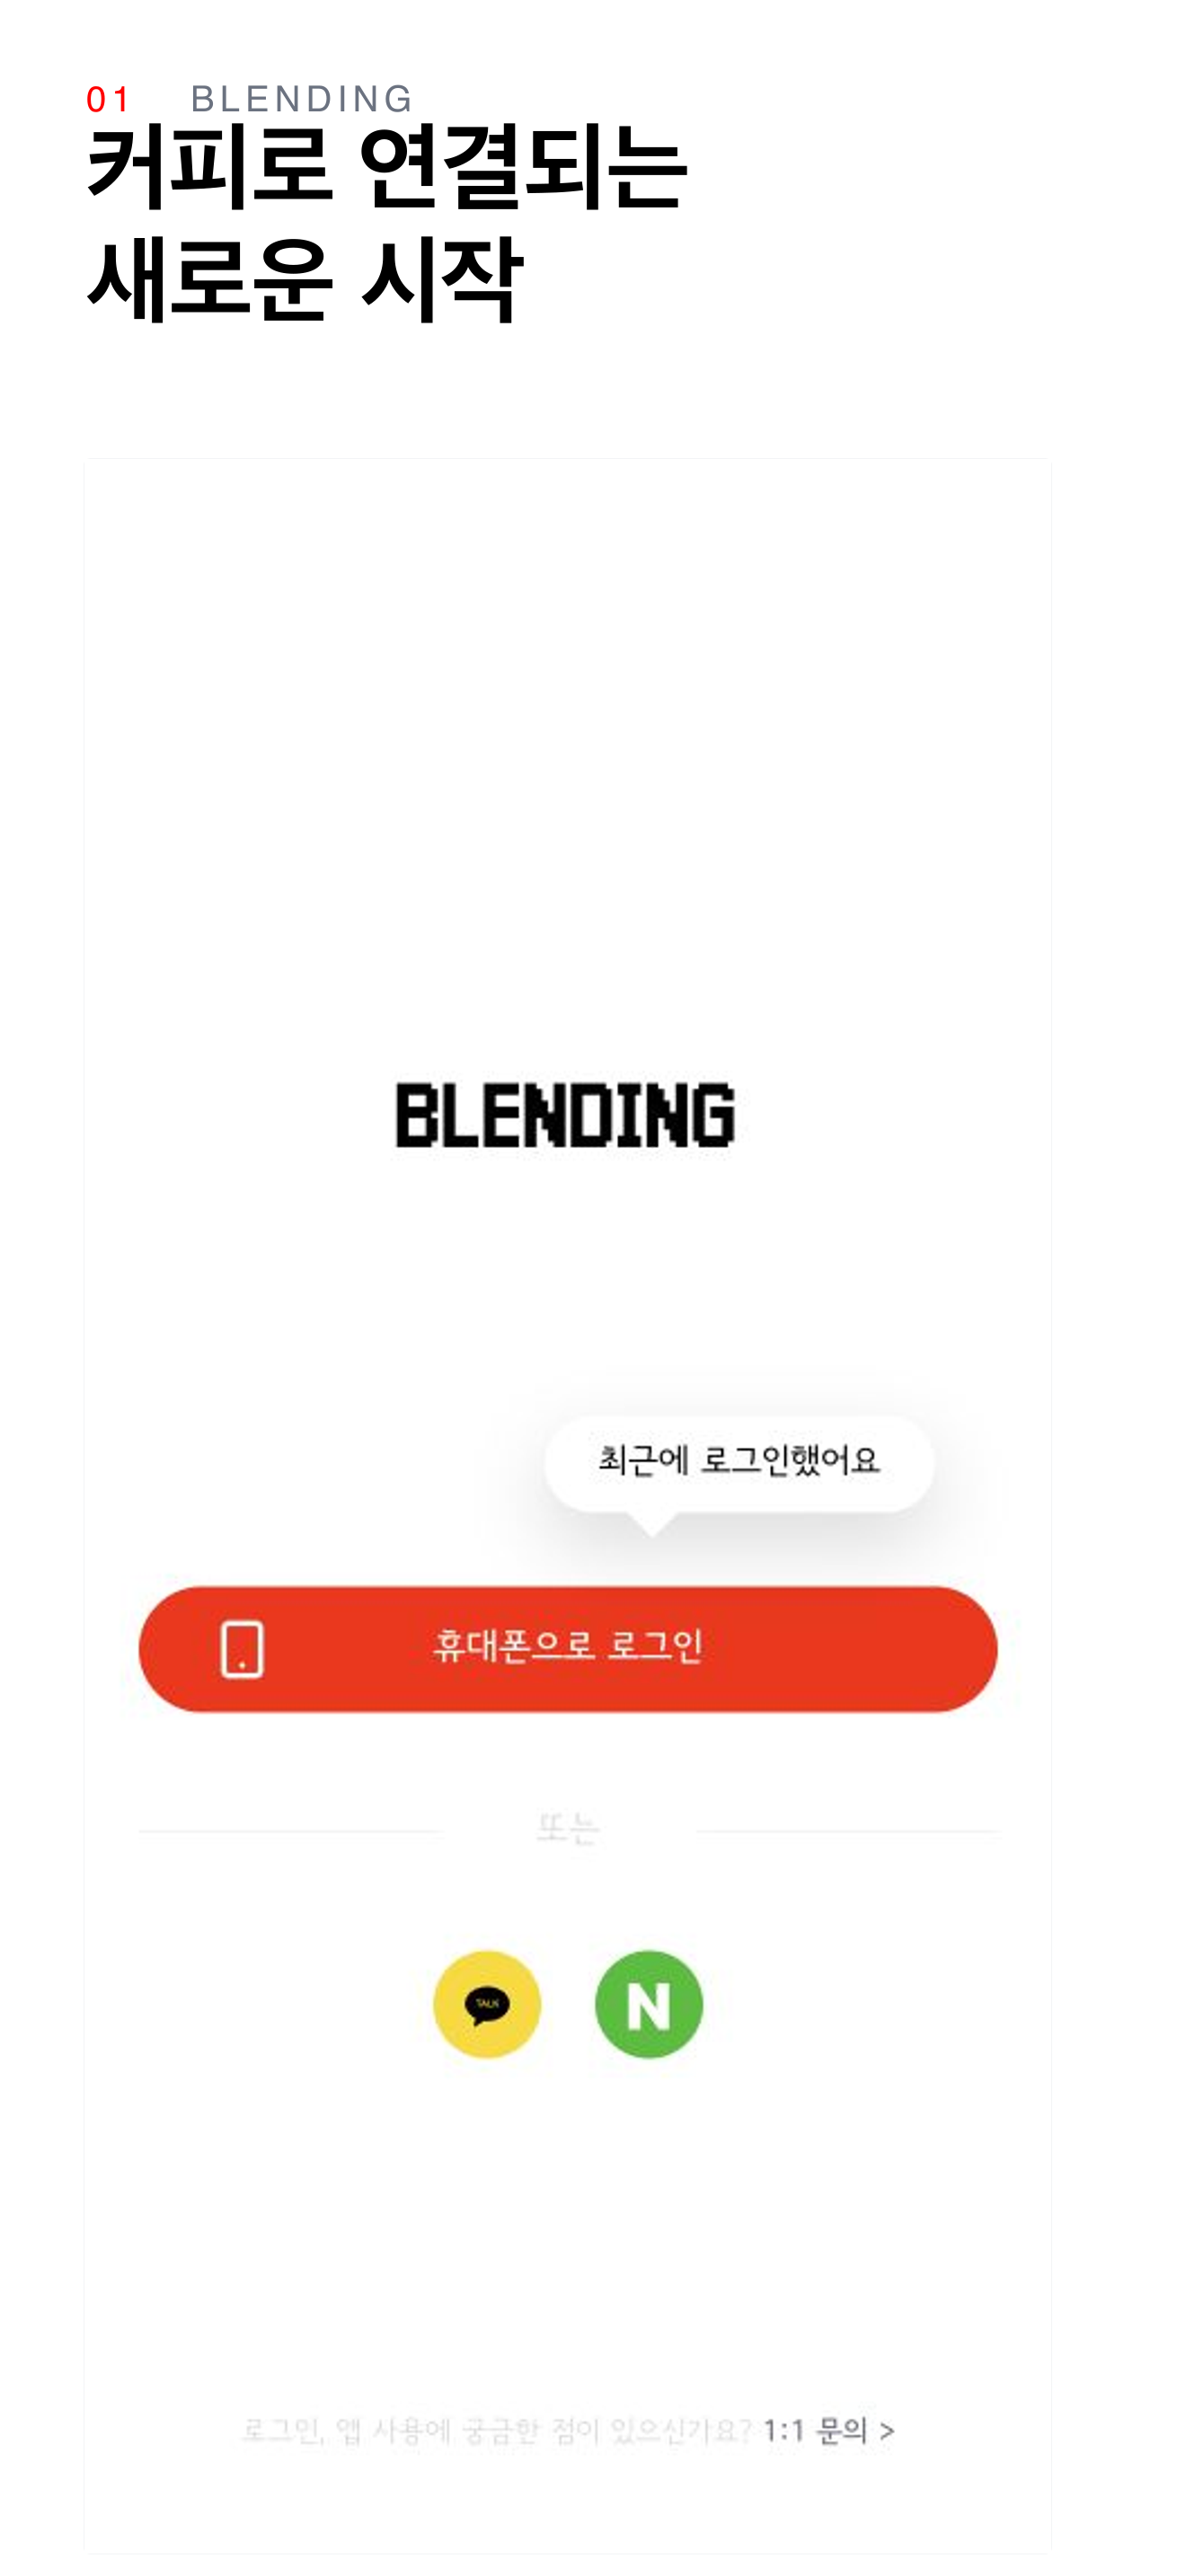 01 BLENDING
커피로 연결되는
새로운 시작
BLENDING
최근에 로그인했어요
휴대폰으로 로그인
또는
TALK
N
로그인, 앱 사용에 궁금한 점이 있으신가요? 1:1 문의 >